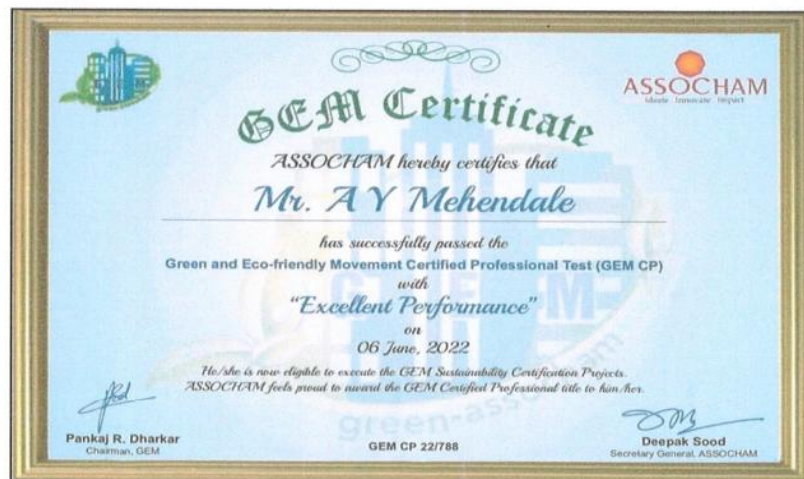 ASSOCHAM
Ideate Innovate Impact
GEM Certificate
ASSOCHAM hereby certifies that
Mr. A Y Mehendale
has successfully passed the
Green and Eco-friendly Movement Certified Professional Test (GEM CP)
with
"Excellent Performance"
on
06 June, 2022
He/she is now eligible to execute the GEM Sustainability Certification Projects.
ASSOCHAM feels proud to award the GEM Certified Professional title to him/her.
Pankaj R. Dharkar
Chairman, GEM
GEM CP 22/788
Deepak Sood
Secretary General, ASSOCHAM